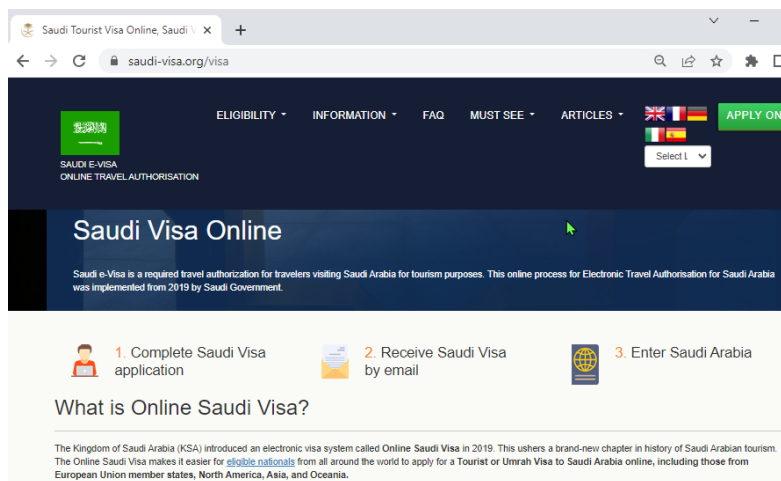 Saudi Tourist Visa Online, Saudi V
saudi-visa.org/visa
ELIGIBILITY INFORMATION FAQ MUST SEE ARTICLES APPLY ON
Select L
SAUDI E-VISA
ONLINE TRAVEL AUTHORISATION
Saudi Visa Online
Saudi e-Visa is a required travel authorization for travelers visiting Saudi Arabia for tourism purposes. This online process for Electronic Travel Authorisation for Saudi Arabia
was implemented from 2019 by Saudi Government.
1. Complete Saudi Visa
application
2. Receive Saudi Visa
by email
3. Enter Saudi Arabia
What is Online Saudi Visa?
The Kingdom of Saudi Arabia (KSA) introduced an electronic visa system called Online Saudi Visa in 2019. This ushers a brand-new chapter in history of Saudi Arabian tourism.
The Online Saudi Visa makes it easier for eligible nationals from all around the world to apply for a Tourist or Umrah Visa to Saudi Arabia online, including those from
European Union member states, North America, Asia, and Oceania.